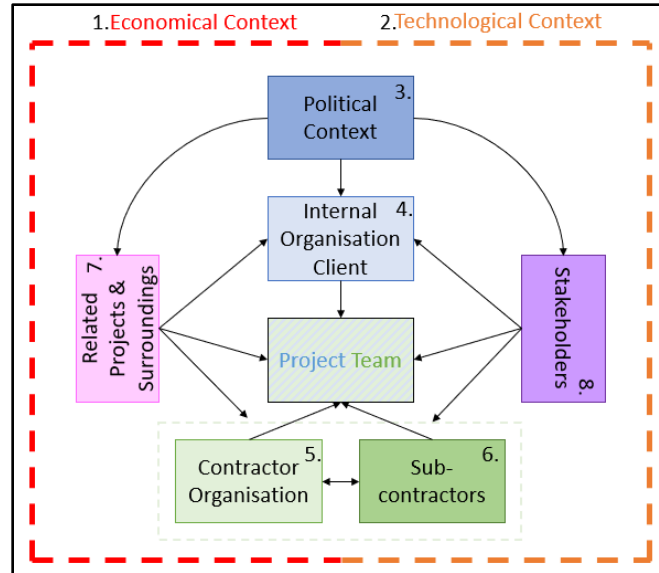 1.Economical Context
2.Technological Context
3.
Political
Context
4.
Internal
Organisation
Client
7.
Related
Projects &
Surroundings
Stakeholders
8.
Project Team
5.
Contractor
Organisation
6.
Sub-
contractors